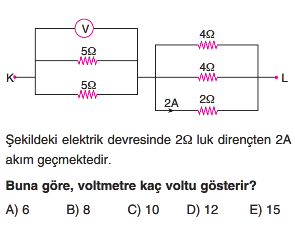 V
4Ω
5Ω
4Ω
K
L
5Ω
2Ω
2A
Şekildeki elektrik devresinde 2Ω luk dirençten 2A
akım geçmektedir.
Buna göre, voltmetre kaç voltu gösterir?
A) 6 B) 8 C) 10 D) 12 E) 15